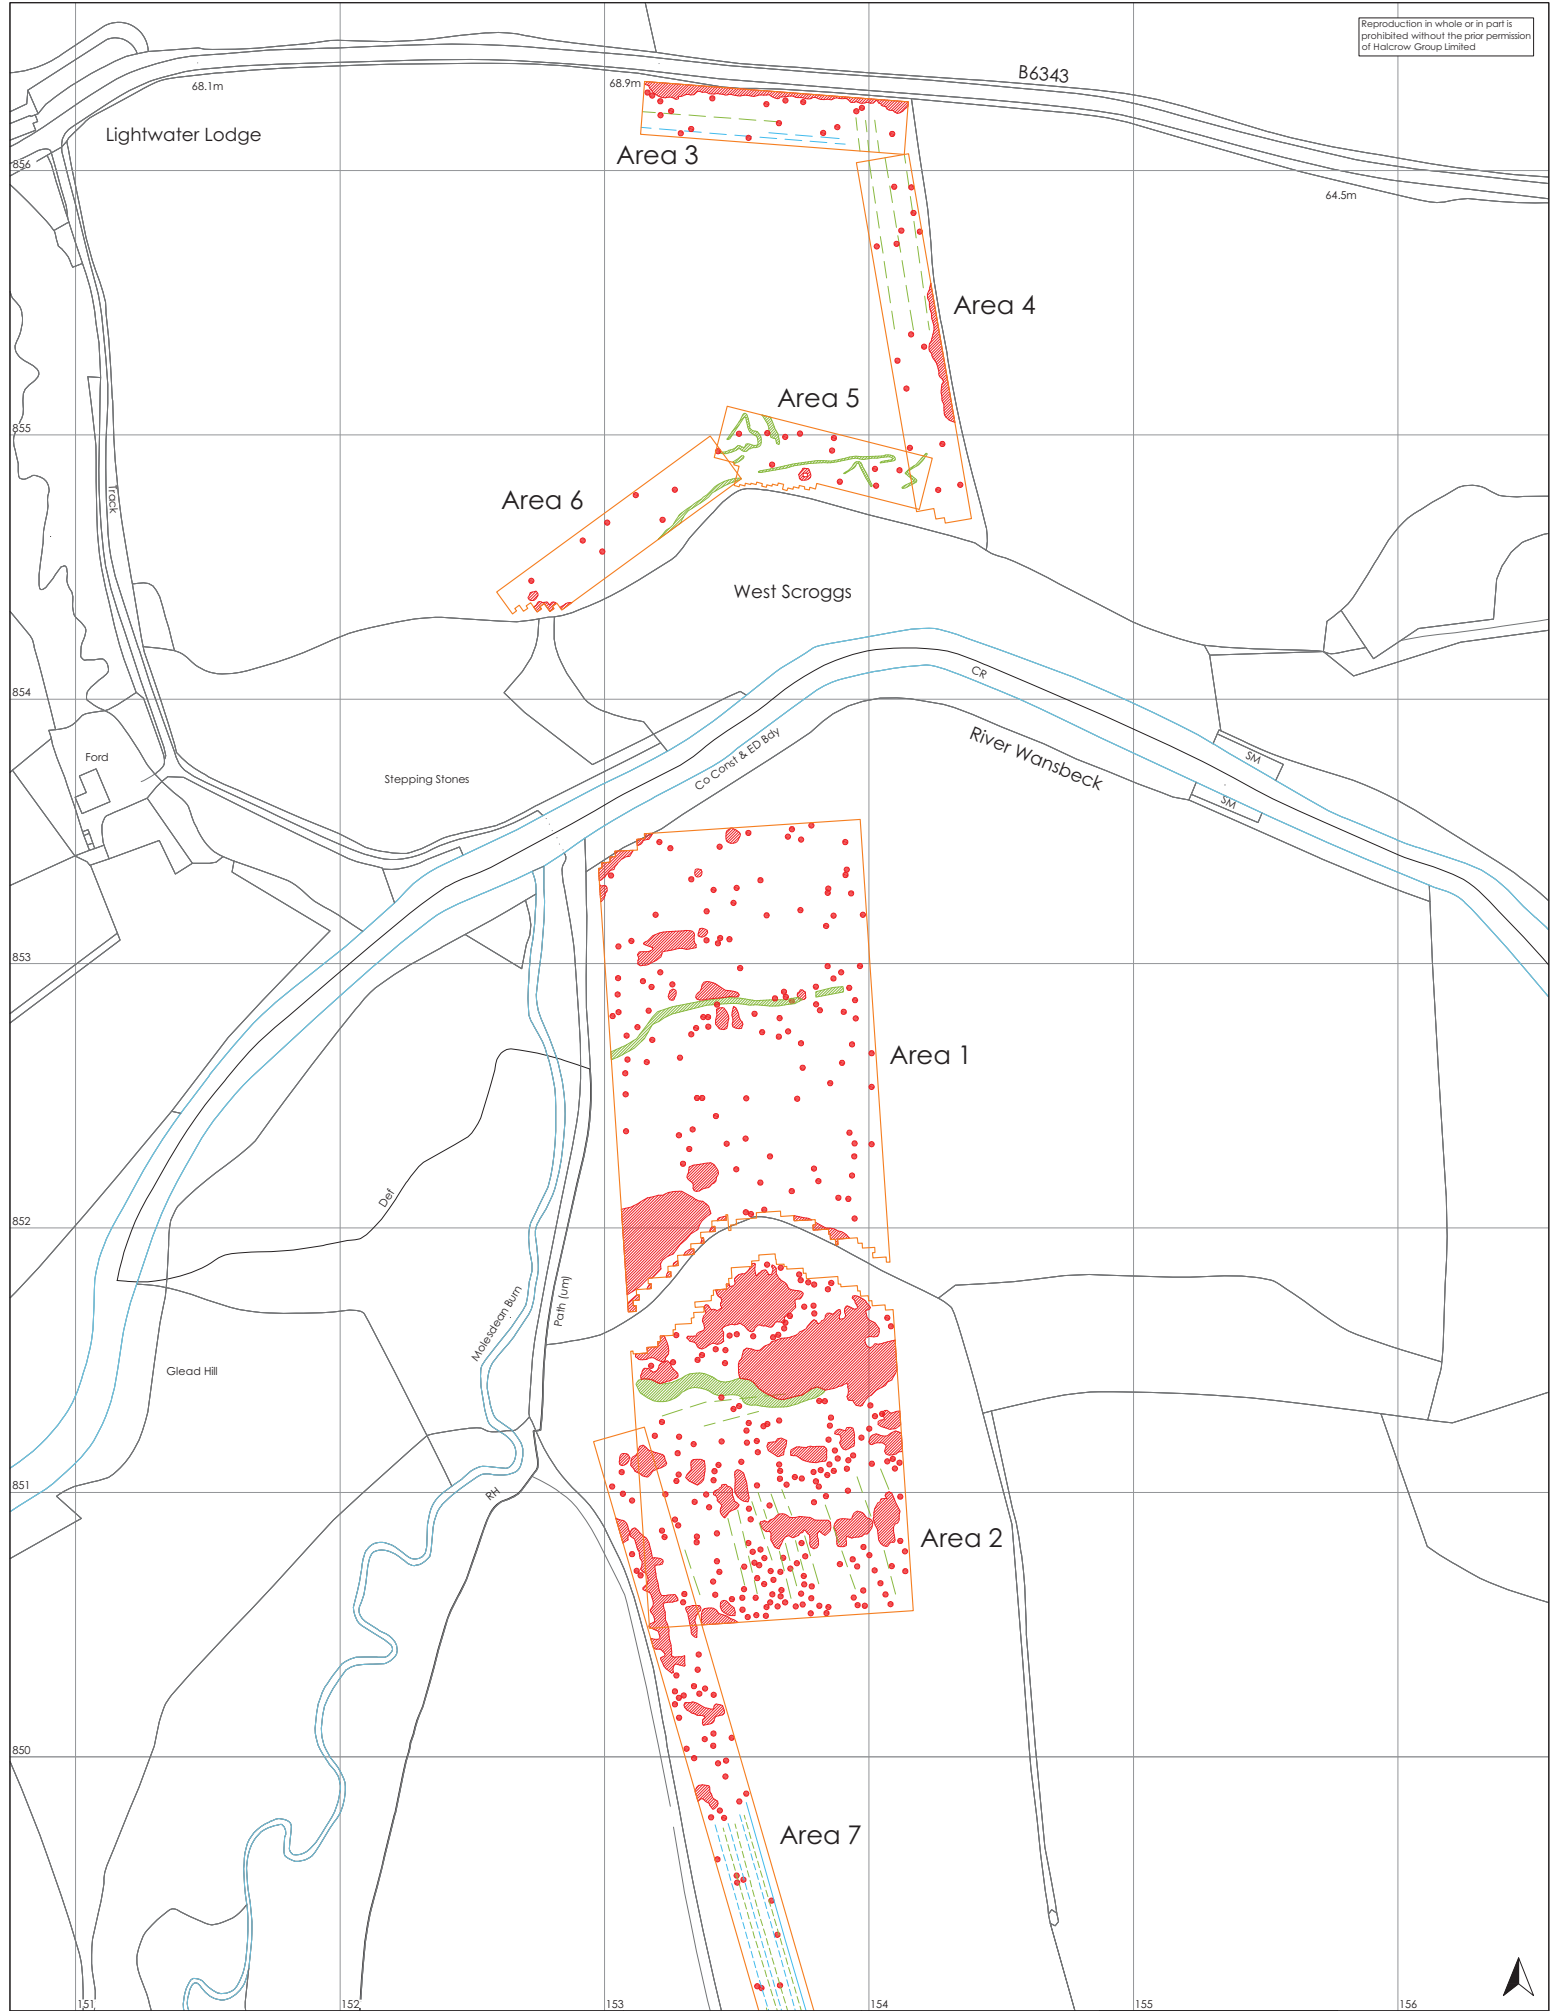 Reproduction in whole or in part is
prohibited without the prior permission
of Halcrow Group Limited
B6343
68.1m
68.9m
Lightwater Lodge
Area 3
856
64.5m
Area 4
Area 5
855
Track
Area 6
West Scroggs
CR
854
River Wansbeck
Co Const & ED Bdy
Ford
SM
Stepping Stones
SM
853
Area 1
Def
852
Path (um)
Molesdean Burn
Glead Hill
851
RH
Area 2
850
Area 7
151
152
153
154
155
156